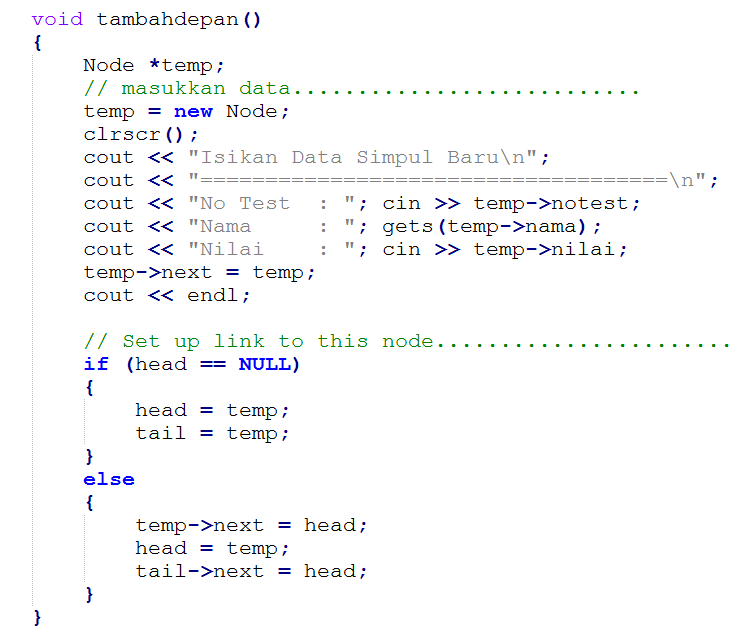 void tambahdepan()
{
    Node *temp;
    // masukkan data...........................
    temp = new Node;
    clrscr();
    cout << "Isikan Data Simpul Baru\n";
    cout << "====================================\n";
    cout << "No Test  : "; cin >> temp->notest;
    cout << "Nama     : "; gets(temp->nama);
    cout << "Nilai    : "; cin >> temp->nilai;
    temp->next = temp;
    cout << endl;

    // Set up link to this node.......................
    if (head == NULL)
    {
        head = temp;
        tail = temp;
    }
    else
    {
        temp->next = head;
        head = temp;
        tail->next = head;
    }
}